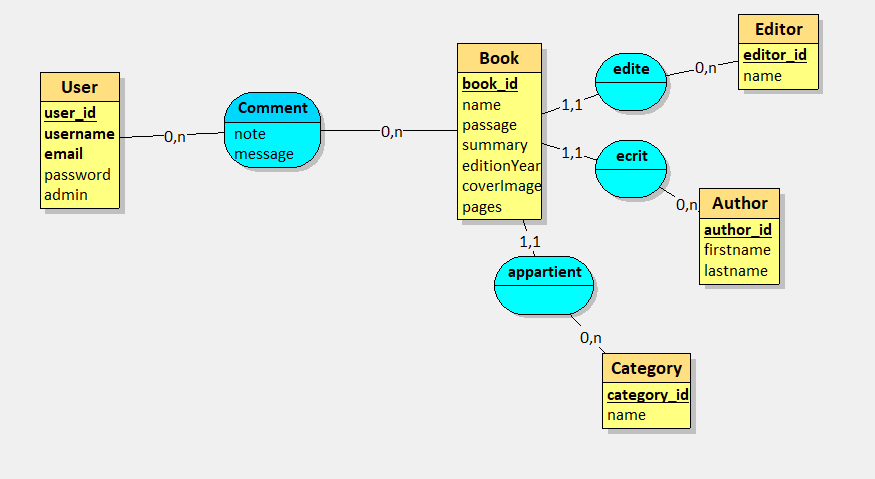 User
user_id
username
email
password
admin
0,n
Comment
note
message
0,n
Book
book_id
name
passage
summary
editionYear
coverImage
pages
1,1
edite
0,n
Editor
editor_id
name
1,1
ecrit
0,n
Author
author_id
firstname
lastname
1,1
appartient
0,n
Category
category_id
name